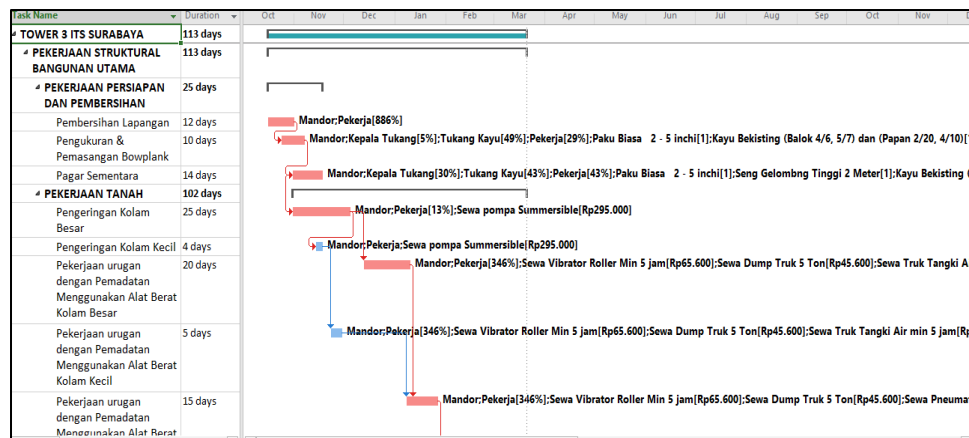 Task Name Duration Oct Nov Dec Jan Feb Mar Apr May Jun Jul Aug Sep Oct Nov
TOWER 3 ITS SURABAYA 113 days
PEKERJAAN STRUKTURAL 113 days
BANGUNAN UTAMA
PEKERJAAN PERSIAPAN 25 days
DAN PEMBERSIHAN
Pembersihan Lapangan 12 days Mandor;Pekerja[886%]
Pengukuran & 10 days Mandor;Kepala Tukang[5%];Tukang Kayu[49%];Pekerja[29%];Paku Biasa 2 - 5 inchi[1];Kayu Bekisting (Balok 4/6, 5/7) dan (Papan 2/20, 4/10)[
Pemasangan Bowplank
Pagar Sementara 14 days Mandor;Kepala Tukang[30%];Tukang Kayu[43%];Pekerja[43%];Paku Biasa 2 - 5 inchi[1];Seng Gelombng Tinggi 2 Meter[1];Kayu Bekisting (
PEKERJAAN TANAH 102 days
Pengeringan Kolam 25 days Mandor;Pekerja[13%];Sewa pompa Summersible[Rp295.000]
Besar
Pengeringan Kolam Kecil 4 days Mandor;Pekerja;Sewa pompa Summersible[Rp295.000]
Pekerjaan urugan 20 days Mandor;Pekerja[346%];Sewa Vibrator Roller Min 5 jam[Rp65.600];Sewa Dump Truk 5 Ton[Rp45.600];Sewa Truk Tangki A
dengan Pemadatan
Menggunakan Alat Berat
Kolam Besar
Pekerjaan urugan 5 days Mandor;Pekerja[346%];Sewa Vibrator Roller Min 5 jam[Rp65.600];Sewa Dump Truk 5 Ton[Rp45.600];Sewa Truk Tangki Air min 5 jam[Rp
dengan Pemadatan
Menggunakan Alat Berat
Kolam Kecil
Pekerjaan urugan 15 days Mandor;Pekerja[346%];Sewa Vibrator Roller Min 5 jam[Rp65.600];Sewa Dump Truk 5 Ton[Rp45.600];Sewa Pneuma
dengan Pemadatan
Menggunakan Alat Berat